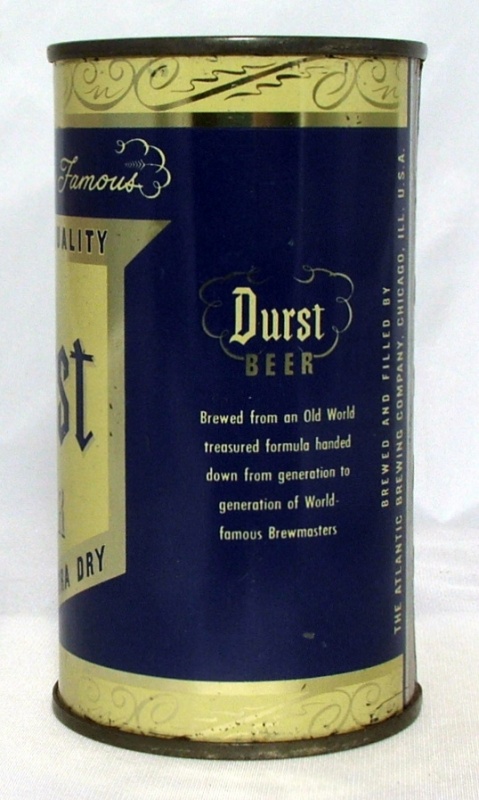 Famous
st
DRY
Durst
BEER
Brewed from an Old World
treasured formula handed
down from generation to
generation of World-
famous Brewmasters
BREWED AND FILLED BY
THE ATLANTIC BREWING COMPANY, CHICAGO, ILL. U.S.A.